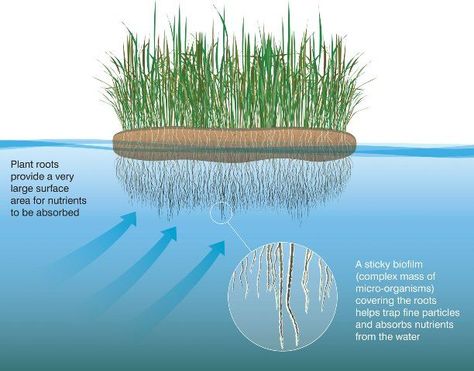 Plant roots
provide a very
large surface
area for nutrients
to be absorbed
A sticky biofilm
(complex mass of
micro-organisms)
covering the roots
helps trap fine particles
and absorbs nutrients
from the water